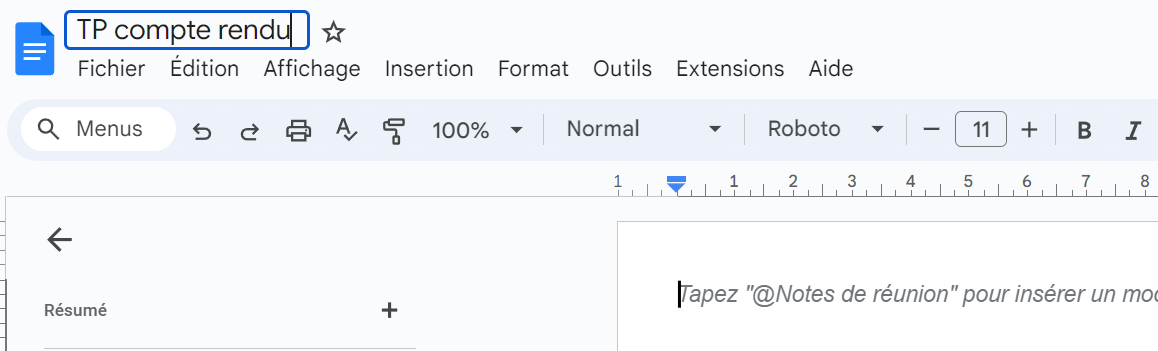 TP compte rendu
Fichier Édition Affichage Insertion Format Outils Extensions Aide
Menus 100% Normal Roboto 11 B I
1 1 2 3 4 5 6 7 8
Tapez "@Notes de réunion" pour insérer un
Résumé